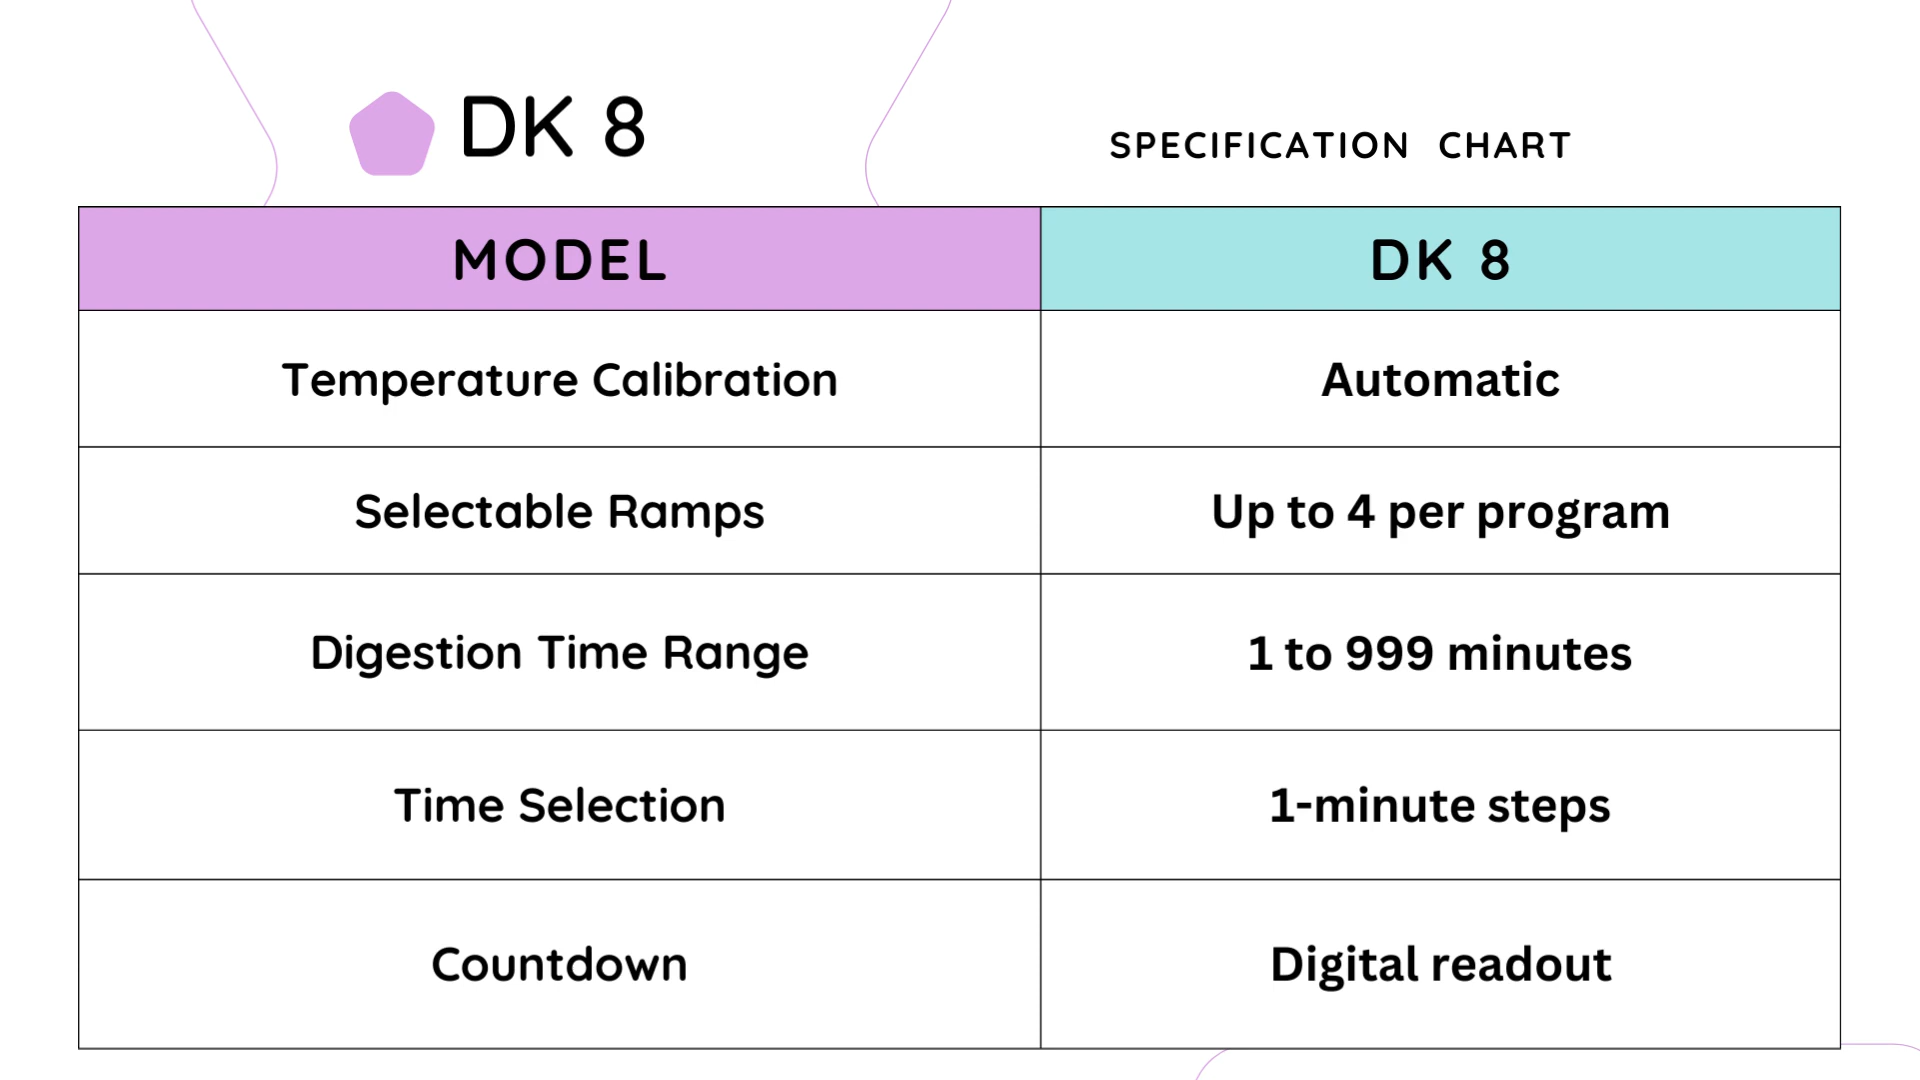 DK 8
SPECIFICATION CHART
MODEL
DK 8
Temperature Calibration
Automatic
Selectable Ramps
Up to 4 per program
Digestion Time Range
1 to 999 minutes
Time Selection
1-minute steps
Countdown
Digital readout